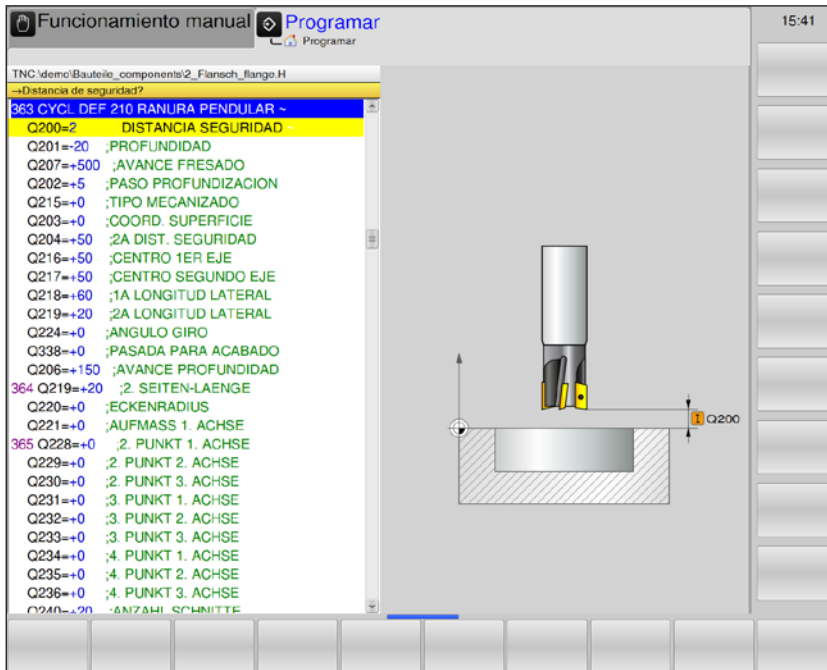 Funcionamiento manual
Programar
Programar
15:41
TNC:\demo\Bauteile_components\2_Flansch_flange.H
→Distancia de seguridad?
363 CYCL DEF 210 RANURA PENDULAR ~
Q200=2 DISTANCIA SEGURIDAD ~
Q201=-20 ;PROFUNDIDAD
Q207=+500 ;AVANCE FRESADO
Q202=+5 ;PASO PROFUNDIZACION
Q215=+0 ;TIPO MECANIZADO
Q203=+0 ;COORD. SUPERFICIE
Q204=+50 ;2A DIST. SEGURIDAD
Q216=+50 ;CENTRO 1ER EJE
Q217=+50 ;CENTRO SEGUNDO EJE
Q218=+60 ;1A LONGITUD LATERAL
Q219=+20 ;2A LONGITUD LATERAL
Q224=+0 ;ANGULO GIRO
Q338=+0 ;PASADA PARA ACABADO
Q206=+150 ;AVANCE PROFUNDIDAD
364 Q219=+20 ;2. SEITEN-LAENGE
Q220=+0 ;ECKENRADIUS
Q221=+0 ;AUFMASS 1. ACHSE
365 Q228=+0 ;2. PUNKT 1. ACHSE
Q229=+0 ;2. PUNKT 2. ACHSE
Q230=+0 ;2. PUNKT 3. ACHSE
Q231=+0 ;3. PUNKT 1. ACHSE
Q232=+0 ;3. PUNKT 2. ACHSE
Q233=+0 ;3. PUNKT 3. ACHSE
Q234=+0 ;4. PUNKT 1. ACHSE
Q235=+0 ;4. PUNKT 2. ACHSE
Q236=+0 ;4. PUNKT 3. ACHSE
Q240=+20 ;ANZAHL SCHNITTE
I Q200